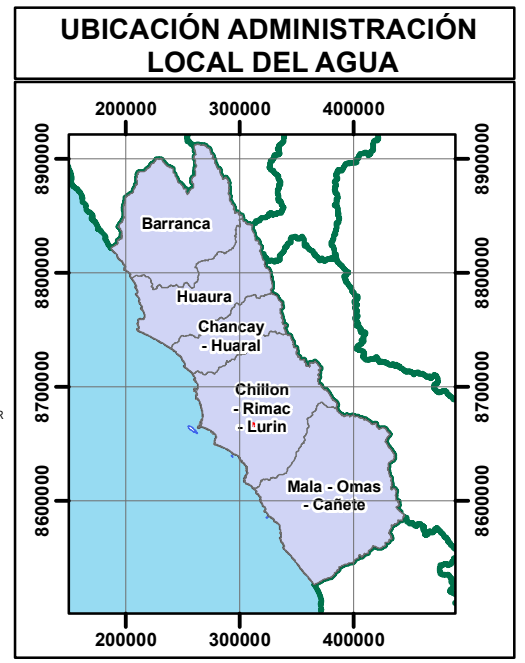 UBICACIÓN ADMINISTRACIÓN
LOCAL DEL AGUA
200000 300000 400000
8900000 8900000
Barranca
8800000 8800000
Huaura
Chancay
- Huaral
8700000 8700000
Chillon
- Rimac
- Lurin
Mala - Omas
- Cañete
8600000 8600000
200000 300000 400000